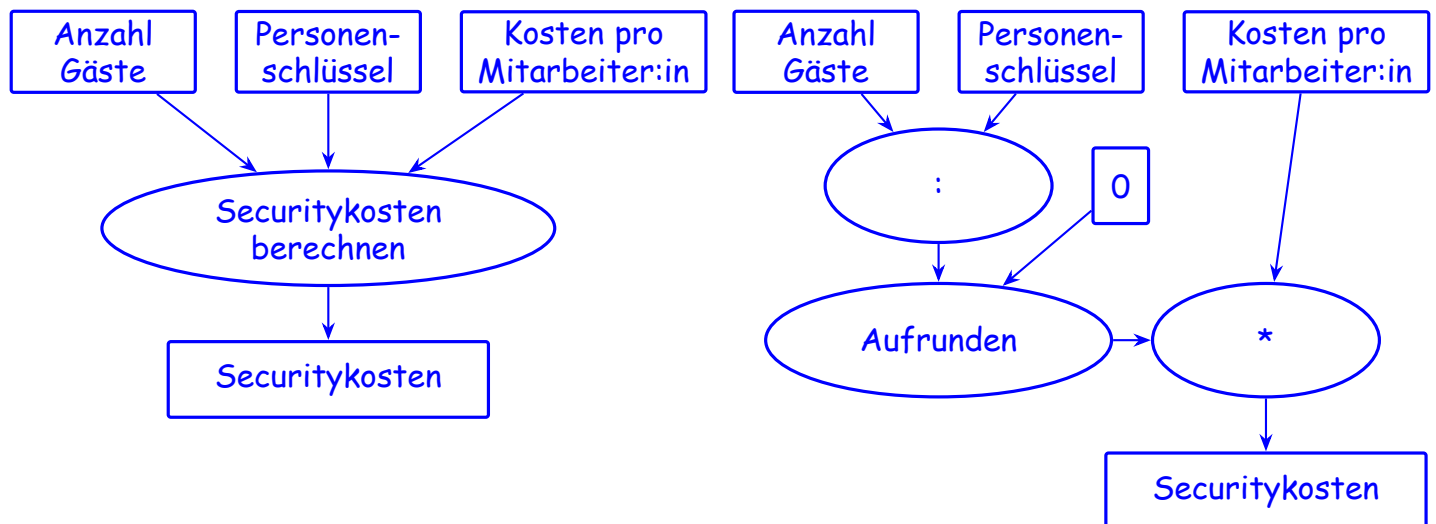 Anzahl
Gäste
Personen-
schlüssel
Kosten pro
Mitarbeiter:in
Securitykosten
berechnen
Securitykosten
Anzahl
Gäste
Personen-
schlüssel
Kosten pro
Mitarbeiter:in
:
0
Aufrunden
*
Securitykosten